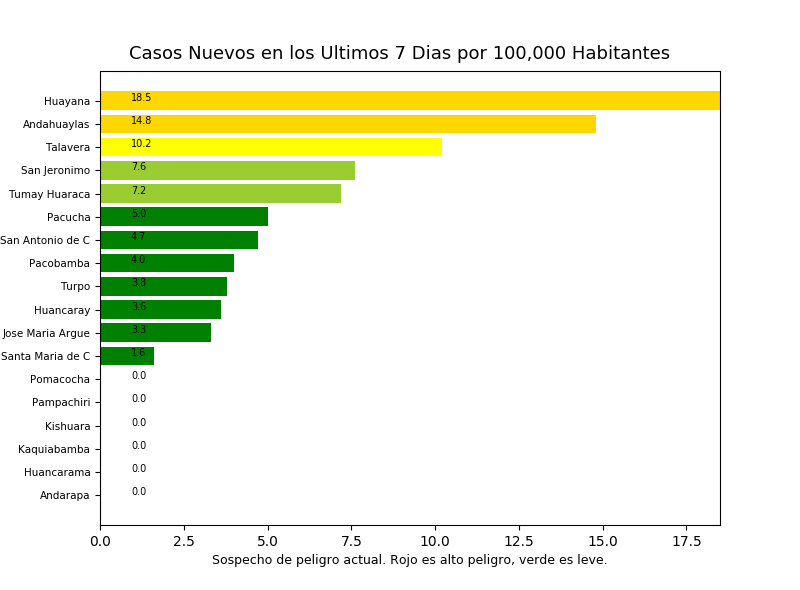 Casos Nuevos en los Ultimos 7 Dias por 100,000 Habitantes
Huayana 18.5
Andahuaylas 14.8
Talavera 10.2
San Jeronimo 7.6
Tumay Huaraca 7.2
Pacucha 5.0
San Antonio de C 4.7
Pacobamba 4.0
Turpo 3.8
Huancaray 3.6
Jose Maria Argue 3.3
Santa Maria de C 1.6
Pomacocha 0.0
Pampachiri 0.0
Kishuara 0.0
Kaquiabamba 0.0
Huancarama 0.0
Andarapa 0.0
0.0 2.5 5.0 7.5 10.0 12.5 15.0 17.5
Sospecho de peligro actual. Rojo es alto peligro, verde es leve.